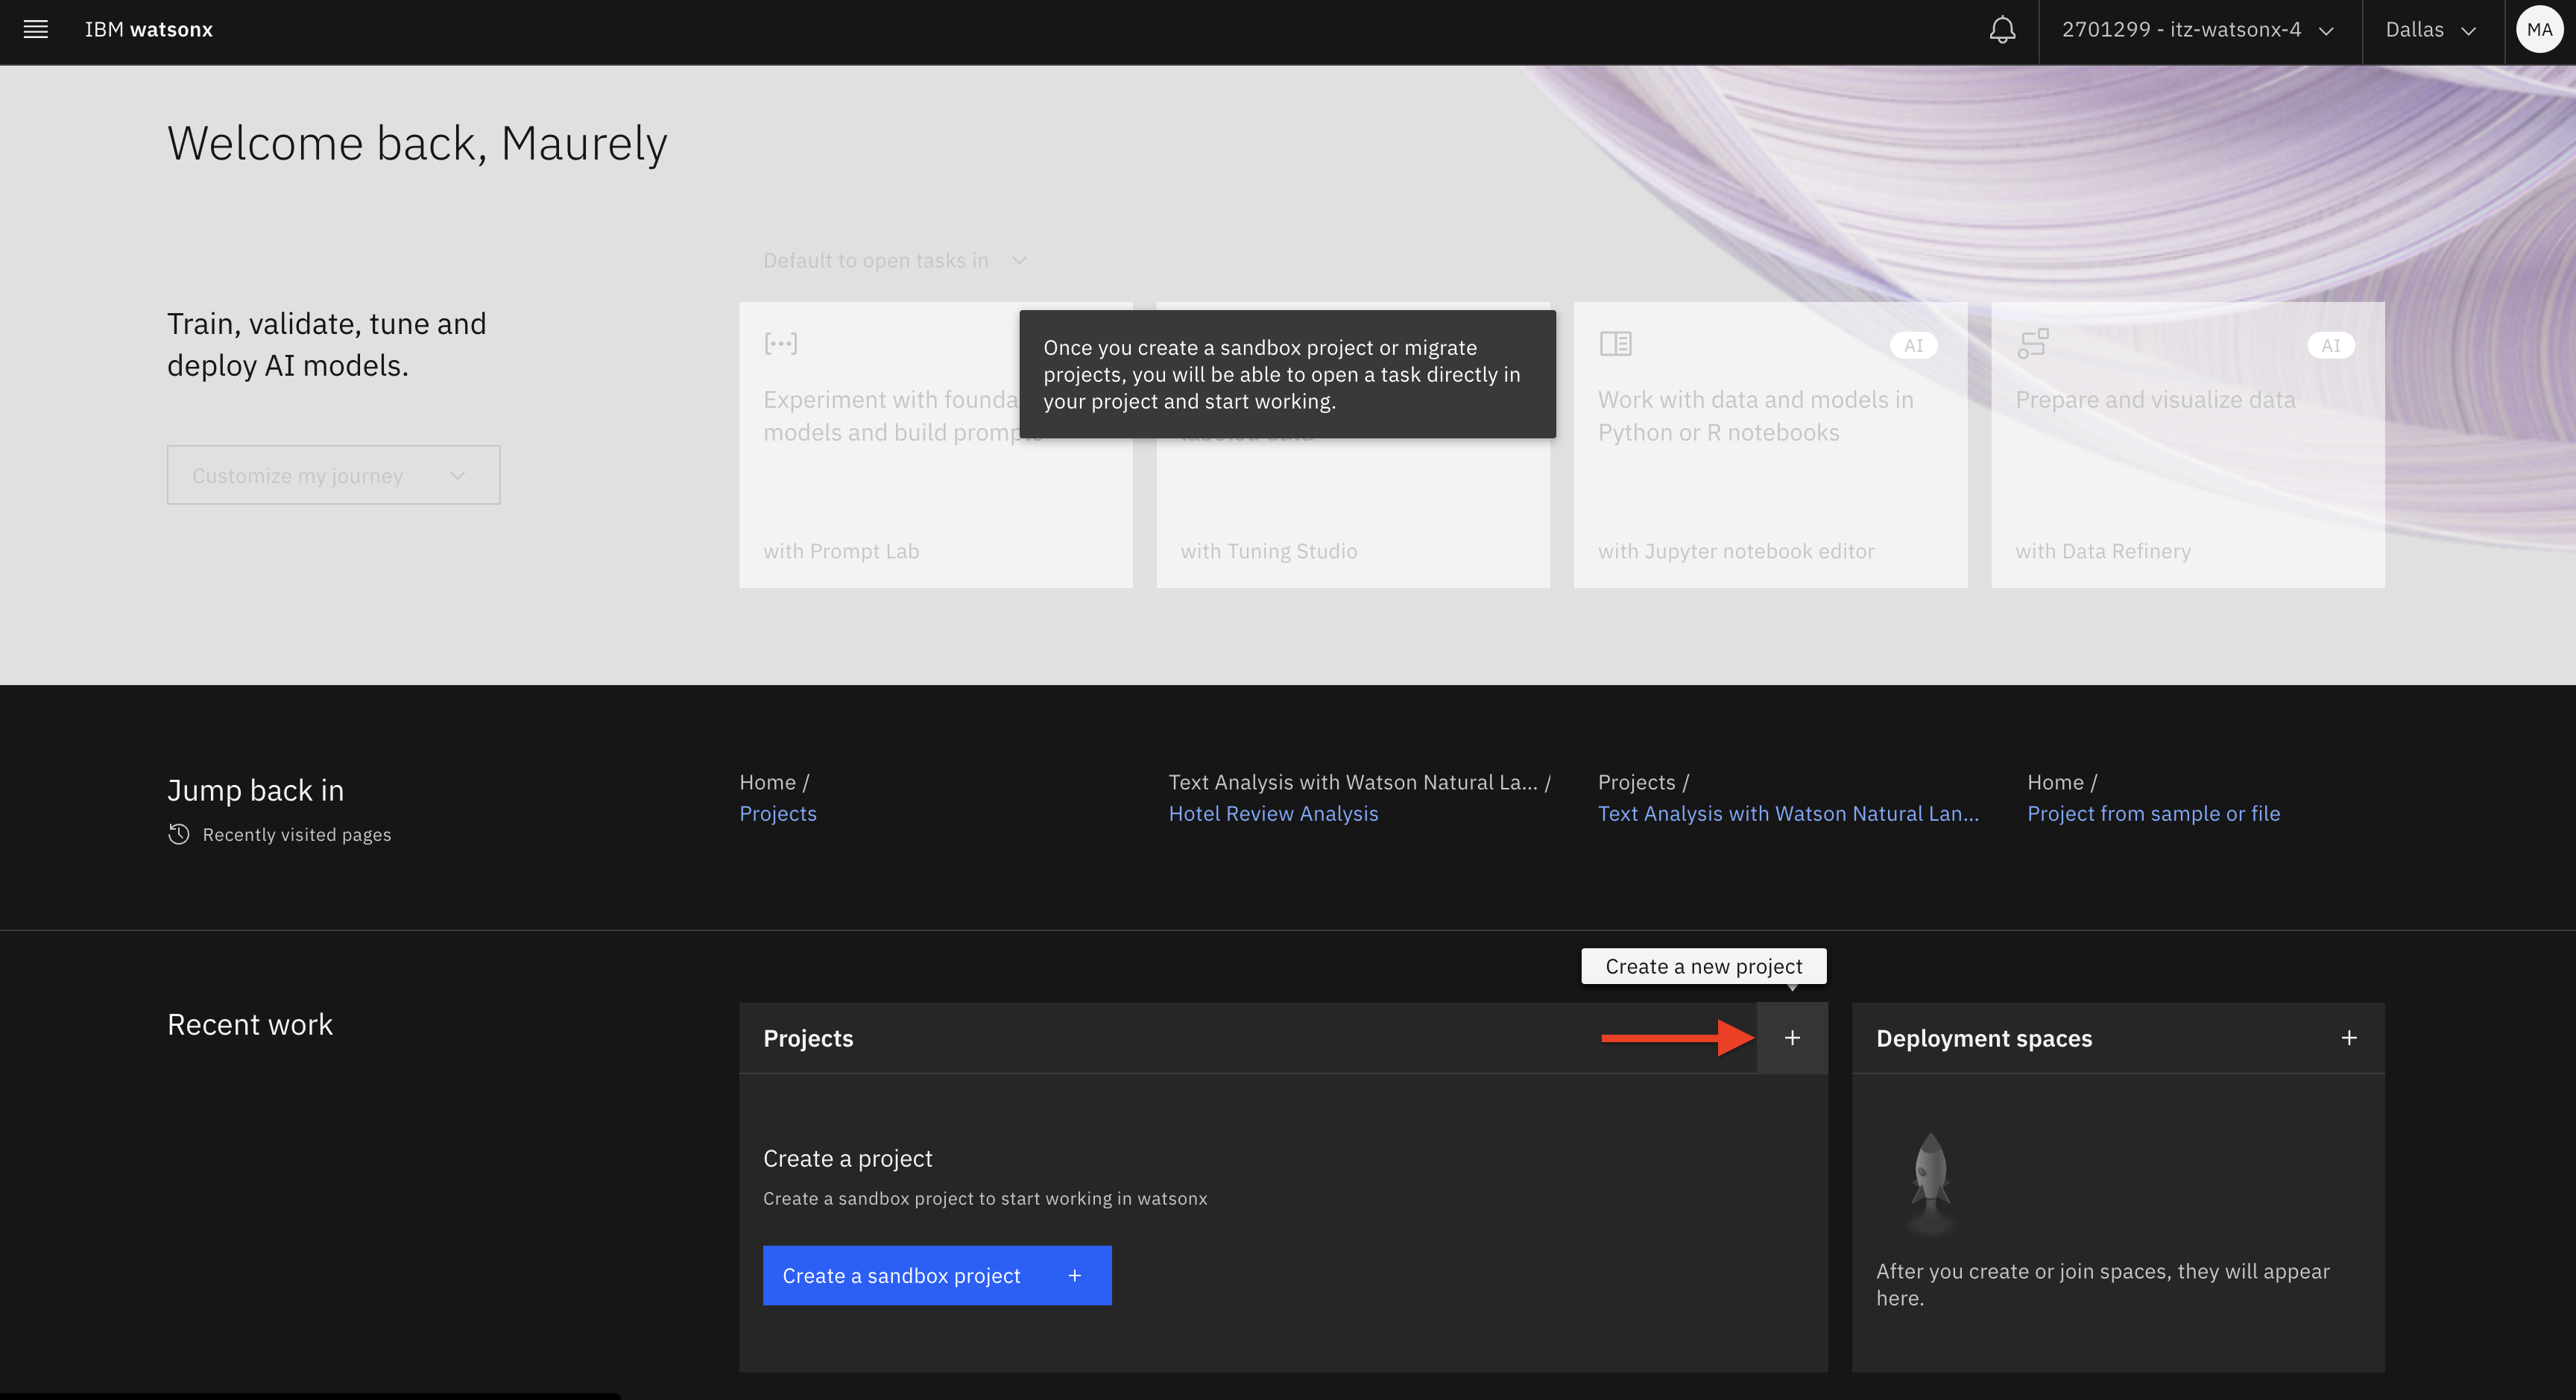 IBM watsonx
2701299 - itz-watsonx-4
Dallas
MA
Welcome back, Maurely
Default to open tasks in
Train, validate, tune and
deploy AI models.
Customize my journey
Experiment with founda
models and build prompts
with Prompt Lab
Once you create a sandbox project or migrate
projects, you will be able to open a task directly in
your project and start working.
labeled data
with Tuning Studio
AI
Work with data and models in
Python or R notebooks
with Jupyter notebook editor
AI
Prepare and visualize data
with Data Refinery
Jump back in
Recently visited pages
Home /
Projects
Text Analysis with Watson Natural La... /
Hotel Review Analysis
Projects /
Text Analysis with Watson Natural Lan...
Home /
Project from sample or file
Recent work
Create a new project
Projects
Create a project
Create a sandbox project to start working in watsonx
Create a sandbox project +
Deployment spaces
After you create or join spaces, they will appear
here.